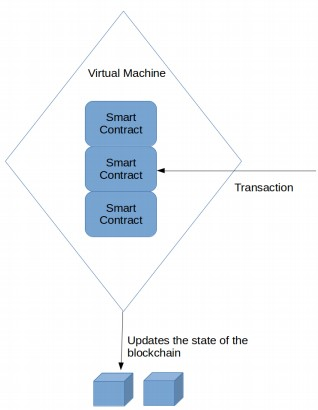 Virtual Machine
Smart
Contract
Smart
Contract
Transaction
Smart
Contract
Updates the state of the
blockchain